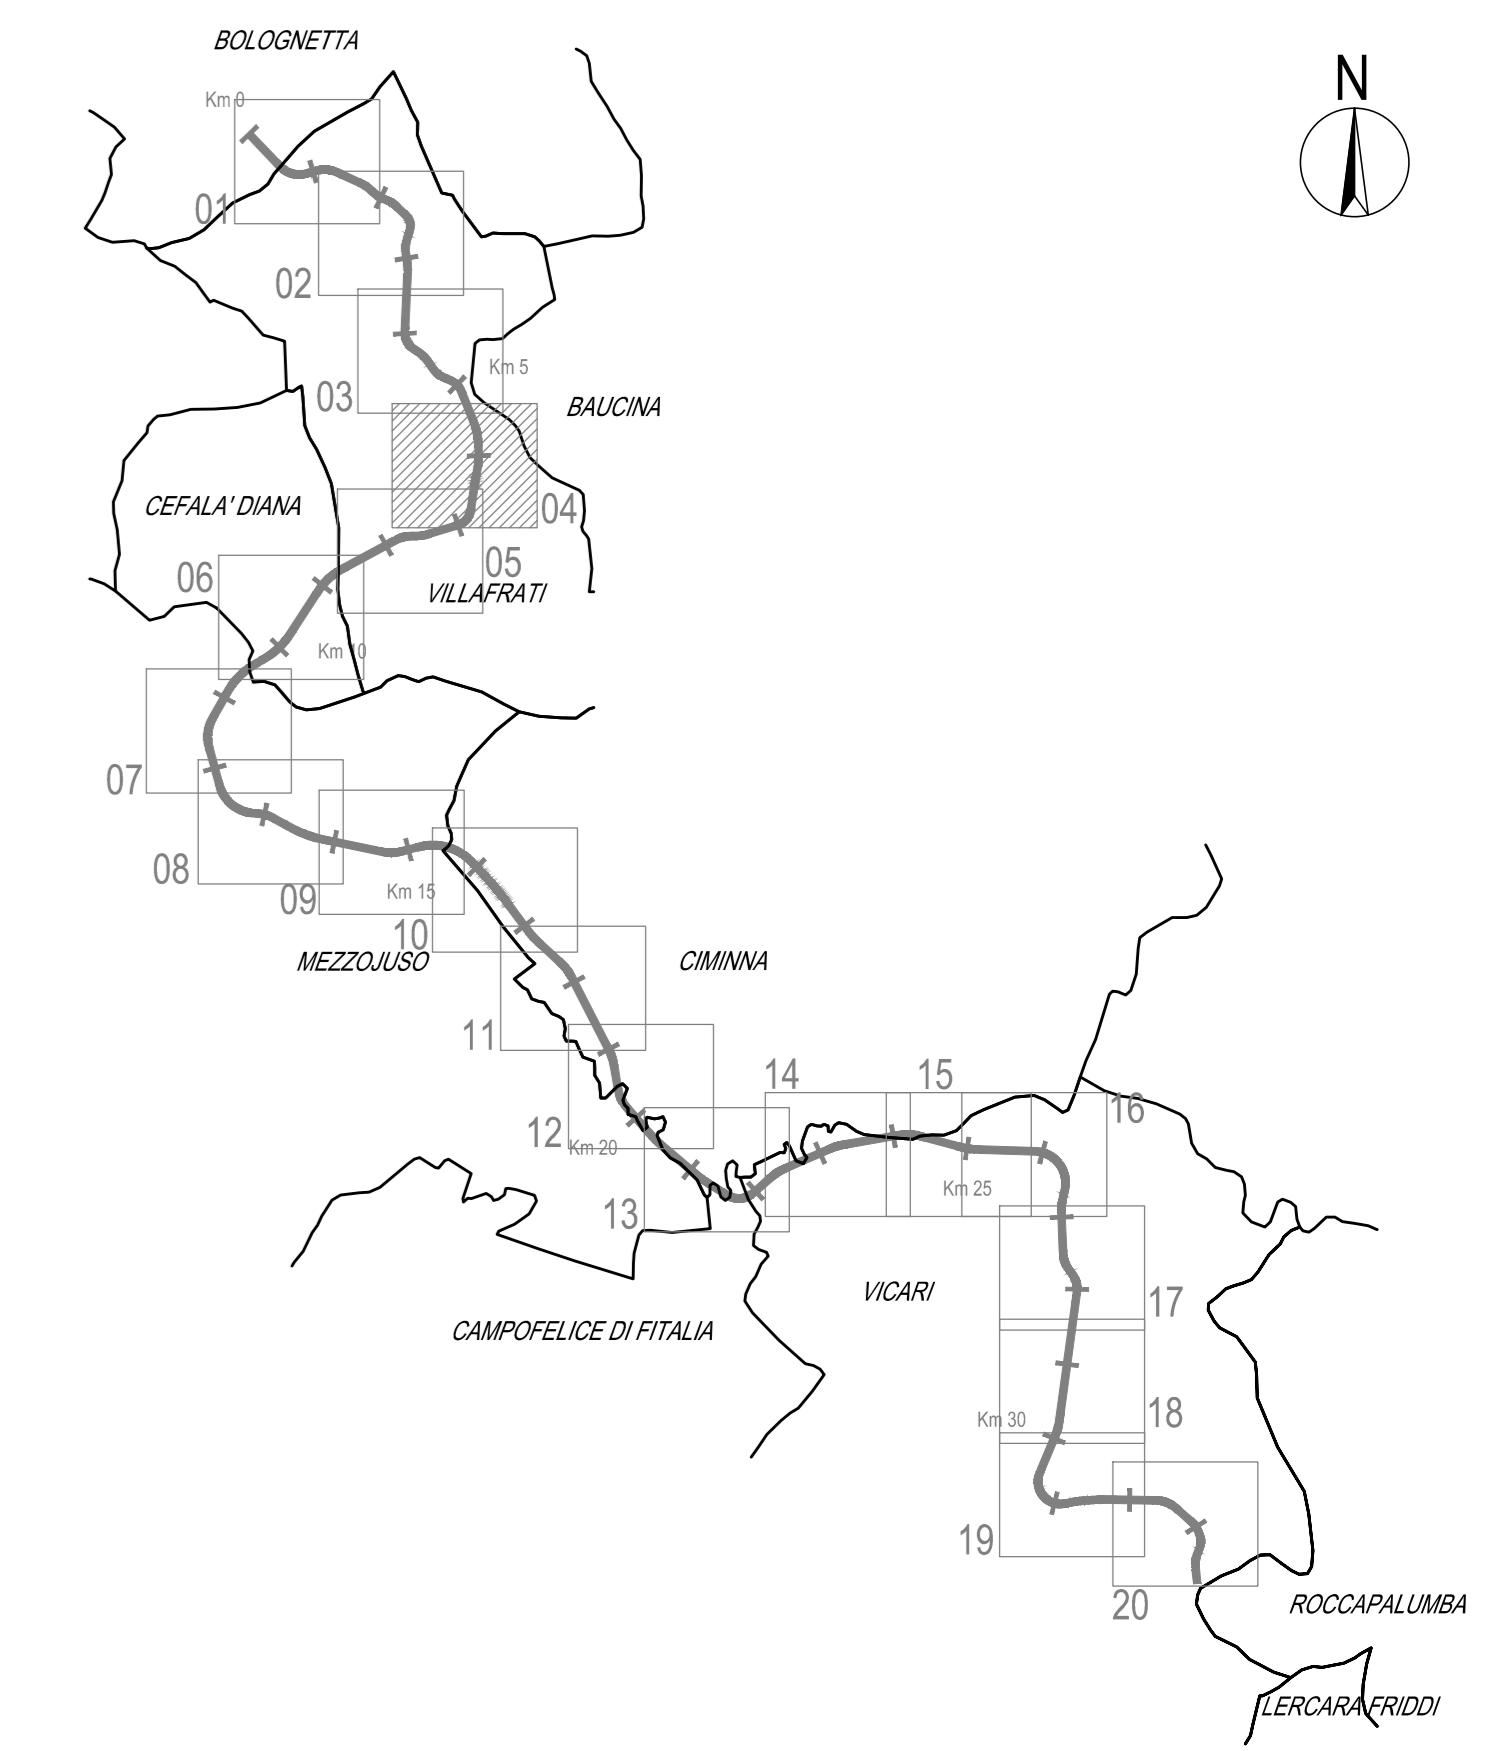 BOLOGNETTA
N
Km 0
01
02
Km 5
03
BAUCINA
CEFALA' DIANA
04
05
06
VILLAFRATI
Km 10
07
08
Km 15
09
10
MEZZOJUSO
CIMINNA
11
14
15
16
12
Km 20
Km 25
13
VICARI
17
CAMPOFELICE DI FITALIA
18
Km 30
19
20
ROCCAPALUMBA
LERCARA FRIDDI